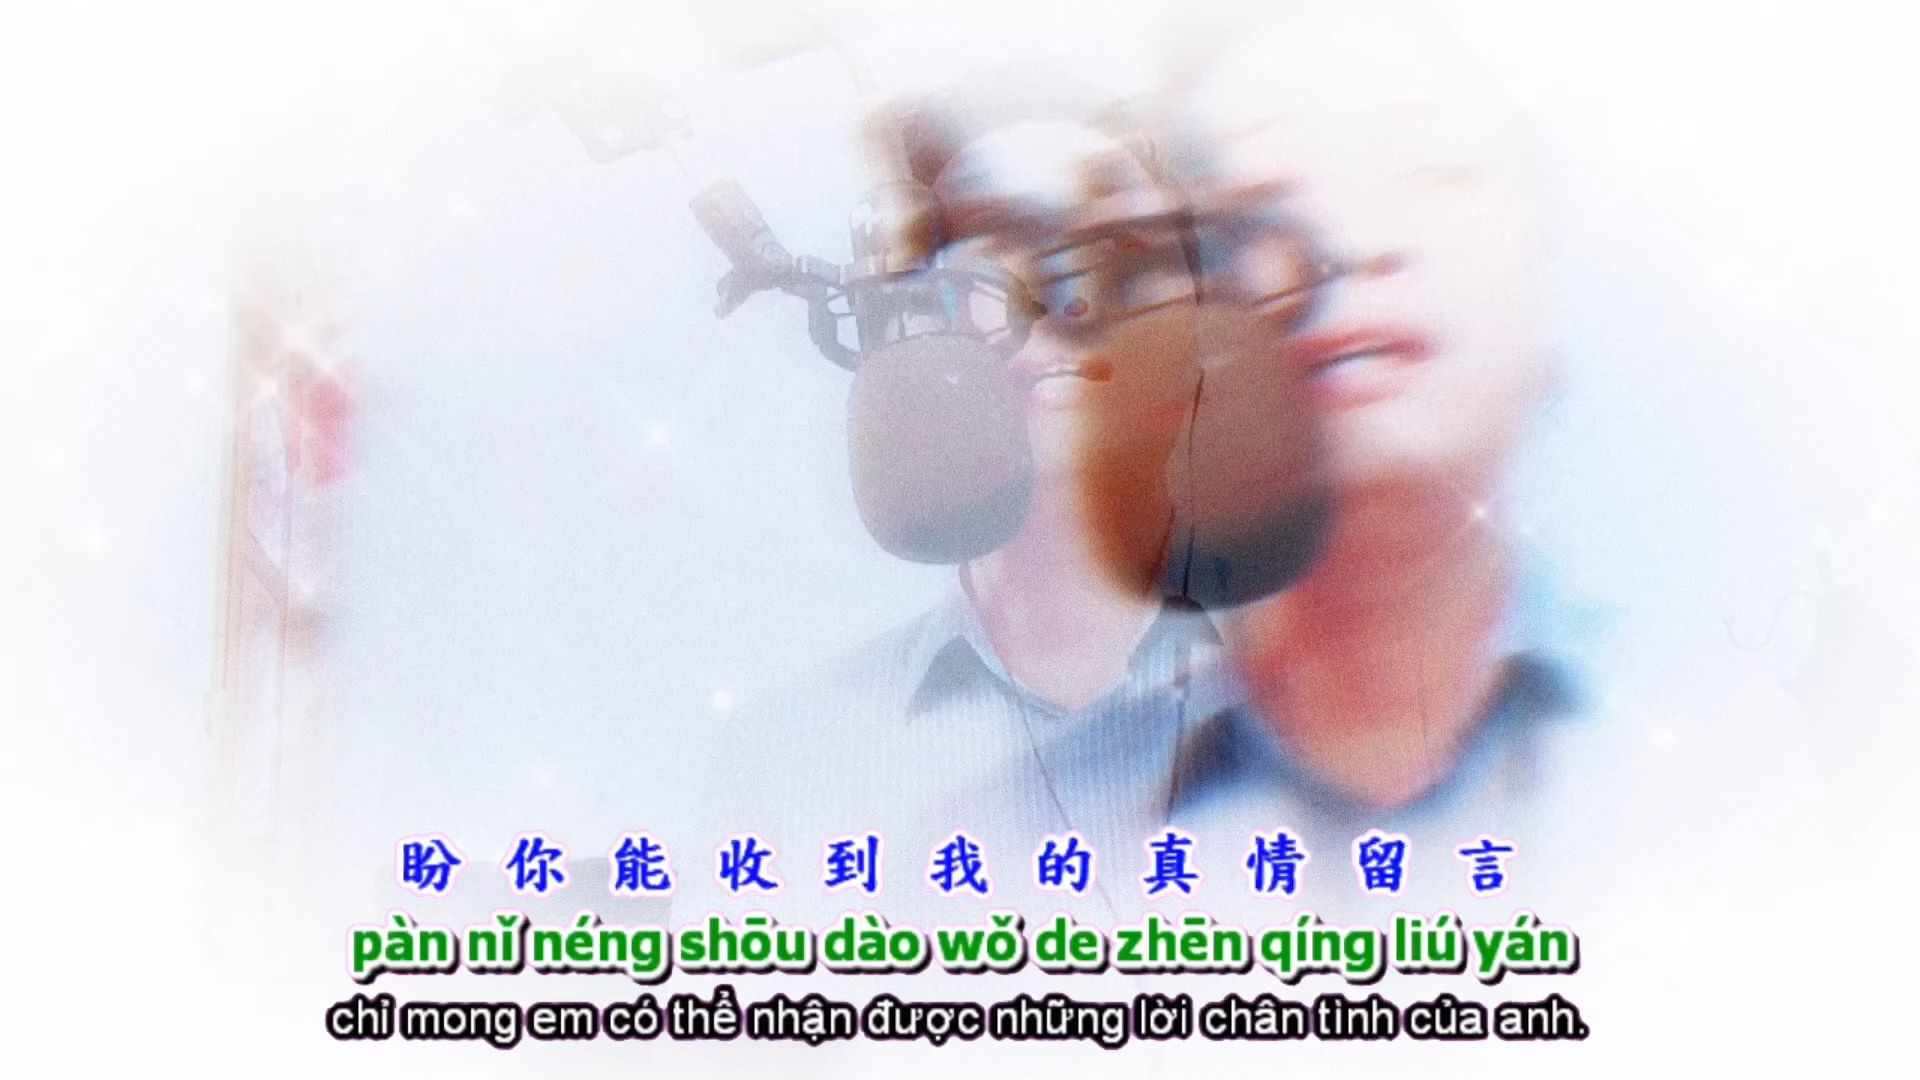 盼你能收到我的真情留言
pàn nǐ néng shōu dào wǒ de zhēn qíng liú yán
chỉ mong em có thể nhận được những lời chân tình của anh.